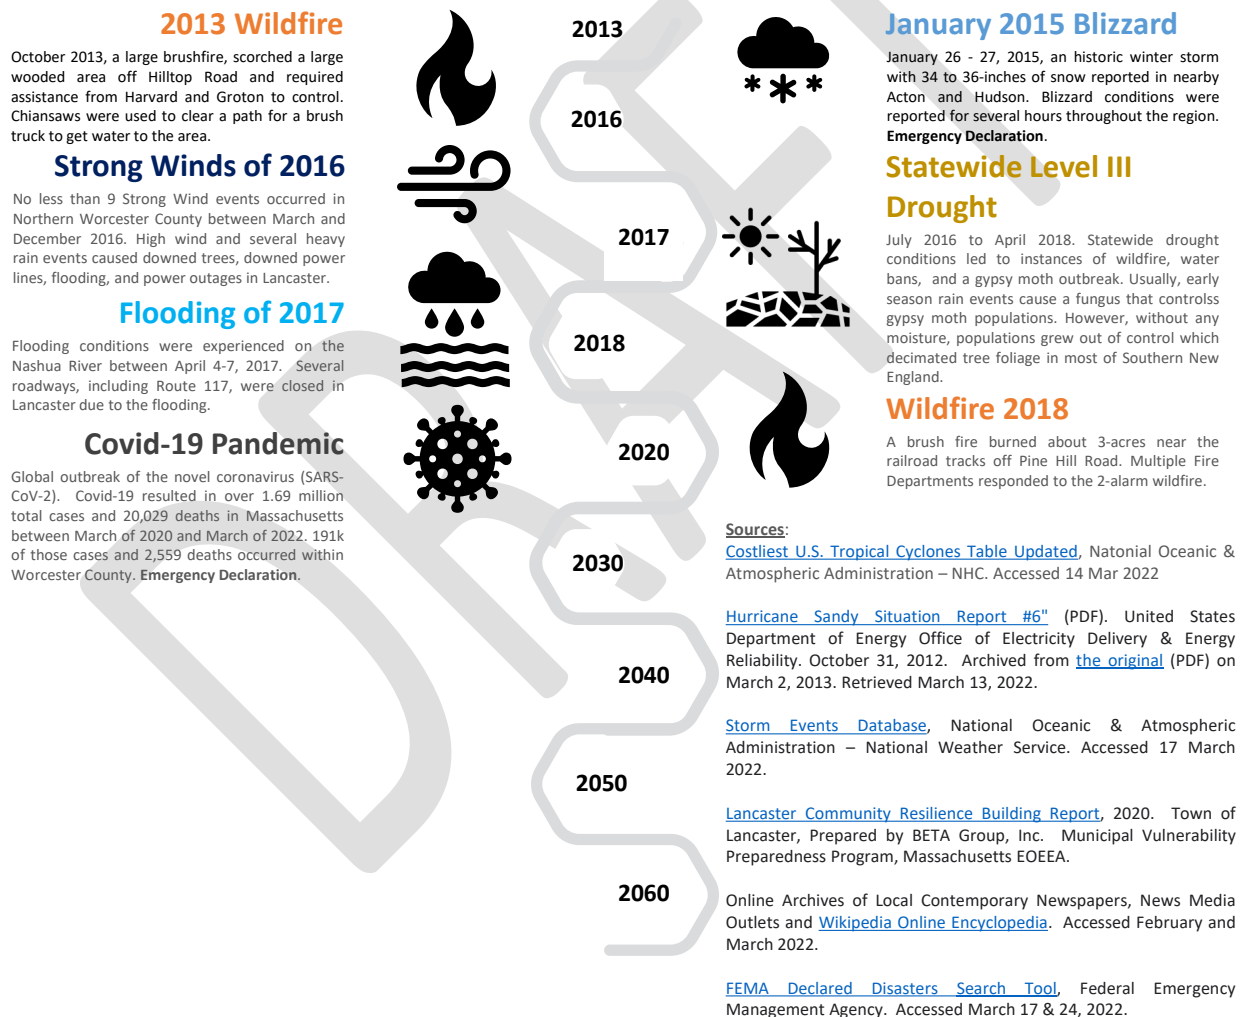 2013 Wildfire
October 2013, a large brushfire, scorched a large
wooded area off Hilltop Road and required
assistance from Harvard and Groton to control.
Chiansaws were used to clear a path for a brush
truck to get water to the area.
Strong Winds of 2016
No less than 9 Strong Wind events occurred in
Northern Worcester County between March and
December 2016. High wind and several heavy
rain events caused downed trees, downed power
lines, flooding, and power outages in Lancaster.
Flooding of 2017
Flooding conditions were experienced on the
Nashua River between April 4-7, 2017. Several
roadways, including Route 117, were closed in
Lancaster due to the flooding.
Covid-19 Pandemic
Global outbreak of the novel coronavirus (SARS-
CoV-2). Covid-19 resulted in over 1.69 million
total cases and 20,029 deaths in Massachusetts
between March of 2020 and March of 2022. 191k
of those cases and 2,559 deaths occurred within
Worcester County. Emergency Declaration.
2013
2016
2017
2018
2020
2030
2040
2050
2060
January 2015 Blizzard
January 26 - 27, 2015, an historic winter storm
with 34 to 36-inches of snow reported in nearby
Acton and Hudson. Blizzard conditions were
reported for several hours throughout the region.
Emergency Declaration.
Statewide Level III
Drought
July 2016 to April 2018. Statewide drought
conditions led to instances of wildfire, water
bans, and a gypsy moth outbreak. Usually, early
season rain events cause a fungus that controlss
gypsy moth populations. However, without any
moisture, populations grew out of control which
decimated tree foliage in most of Southern New
England.
Wildfire 2018
A brush fire burned about 3-acres near the
railroad tracks off Pine Hill Road. Multiple Fire
Departments responded to the 2-alarm wildfire.
Sources:
Costliest U.S. Tropical Cyclones Table Updated, Natonial Oceanic &
Atmospheric Administration – NHC. Accessed 14 Mar 2022
Hurricane Sandy Situation Report #6" (PDF). United States
Department of Energy Office of Electricity Delivery & Energy
Reliability. October 31, 2012. Archived from the original (PDF) on
March 2, 2013. Retrieved March 13, 2022.
Storm Events Database, National Oceanic & Atmospheric
Administration – National Weather Service. Accessed 17 March
2022.
Lancaster Community Resilience Building Report, 2020. Town of
Lancaster, Prepared by BETA Group, Inc. Municipal Vulnerability
Preparedness Program, Massachusetts EOEEA.
Online Archives of Local Contemporary Newspapers, News Media
Outlets and Wikipedia Online Encyclopedia. Accessed February and
March 2022.
FEMA Declared Disasters Search Tool, Federal Emergency
Management Agency. Accessed March 17 & 24, 2022.
DRAFT